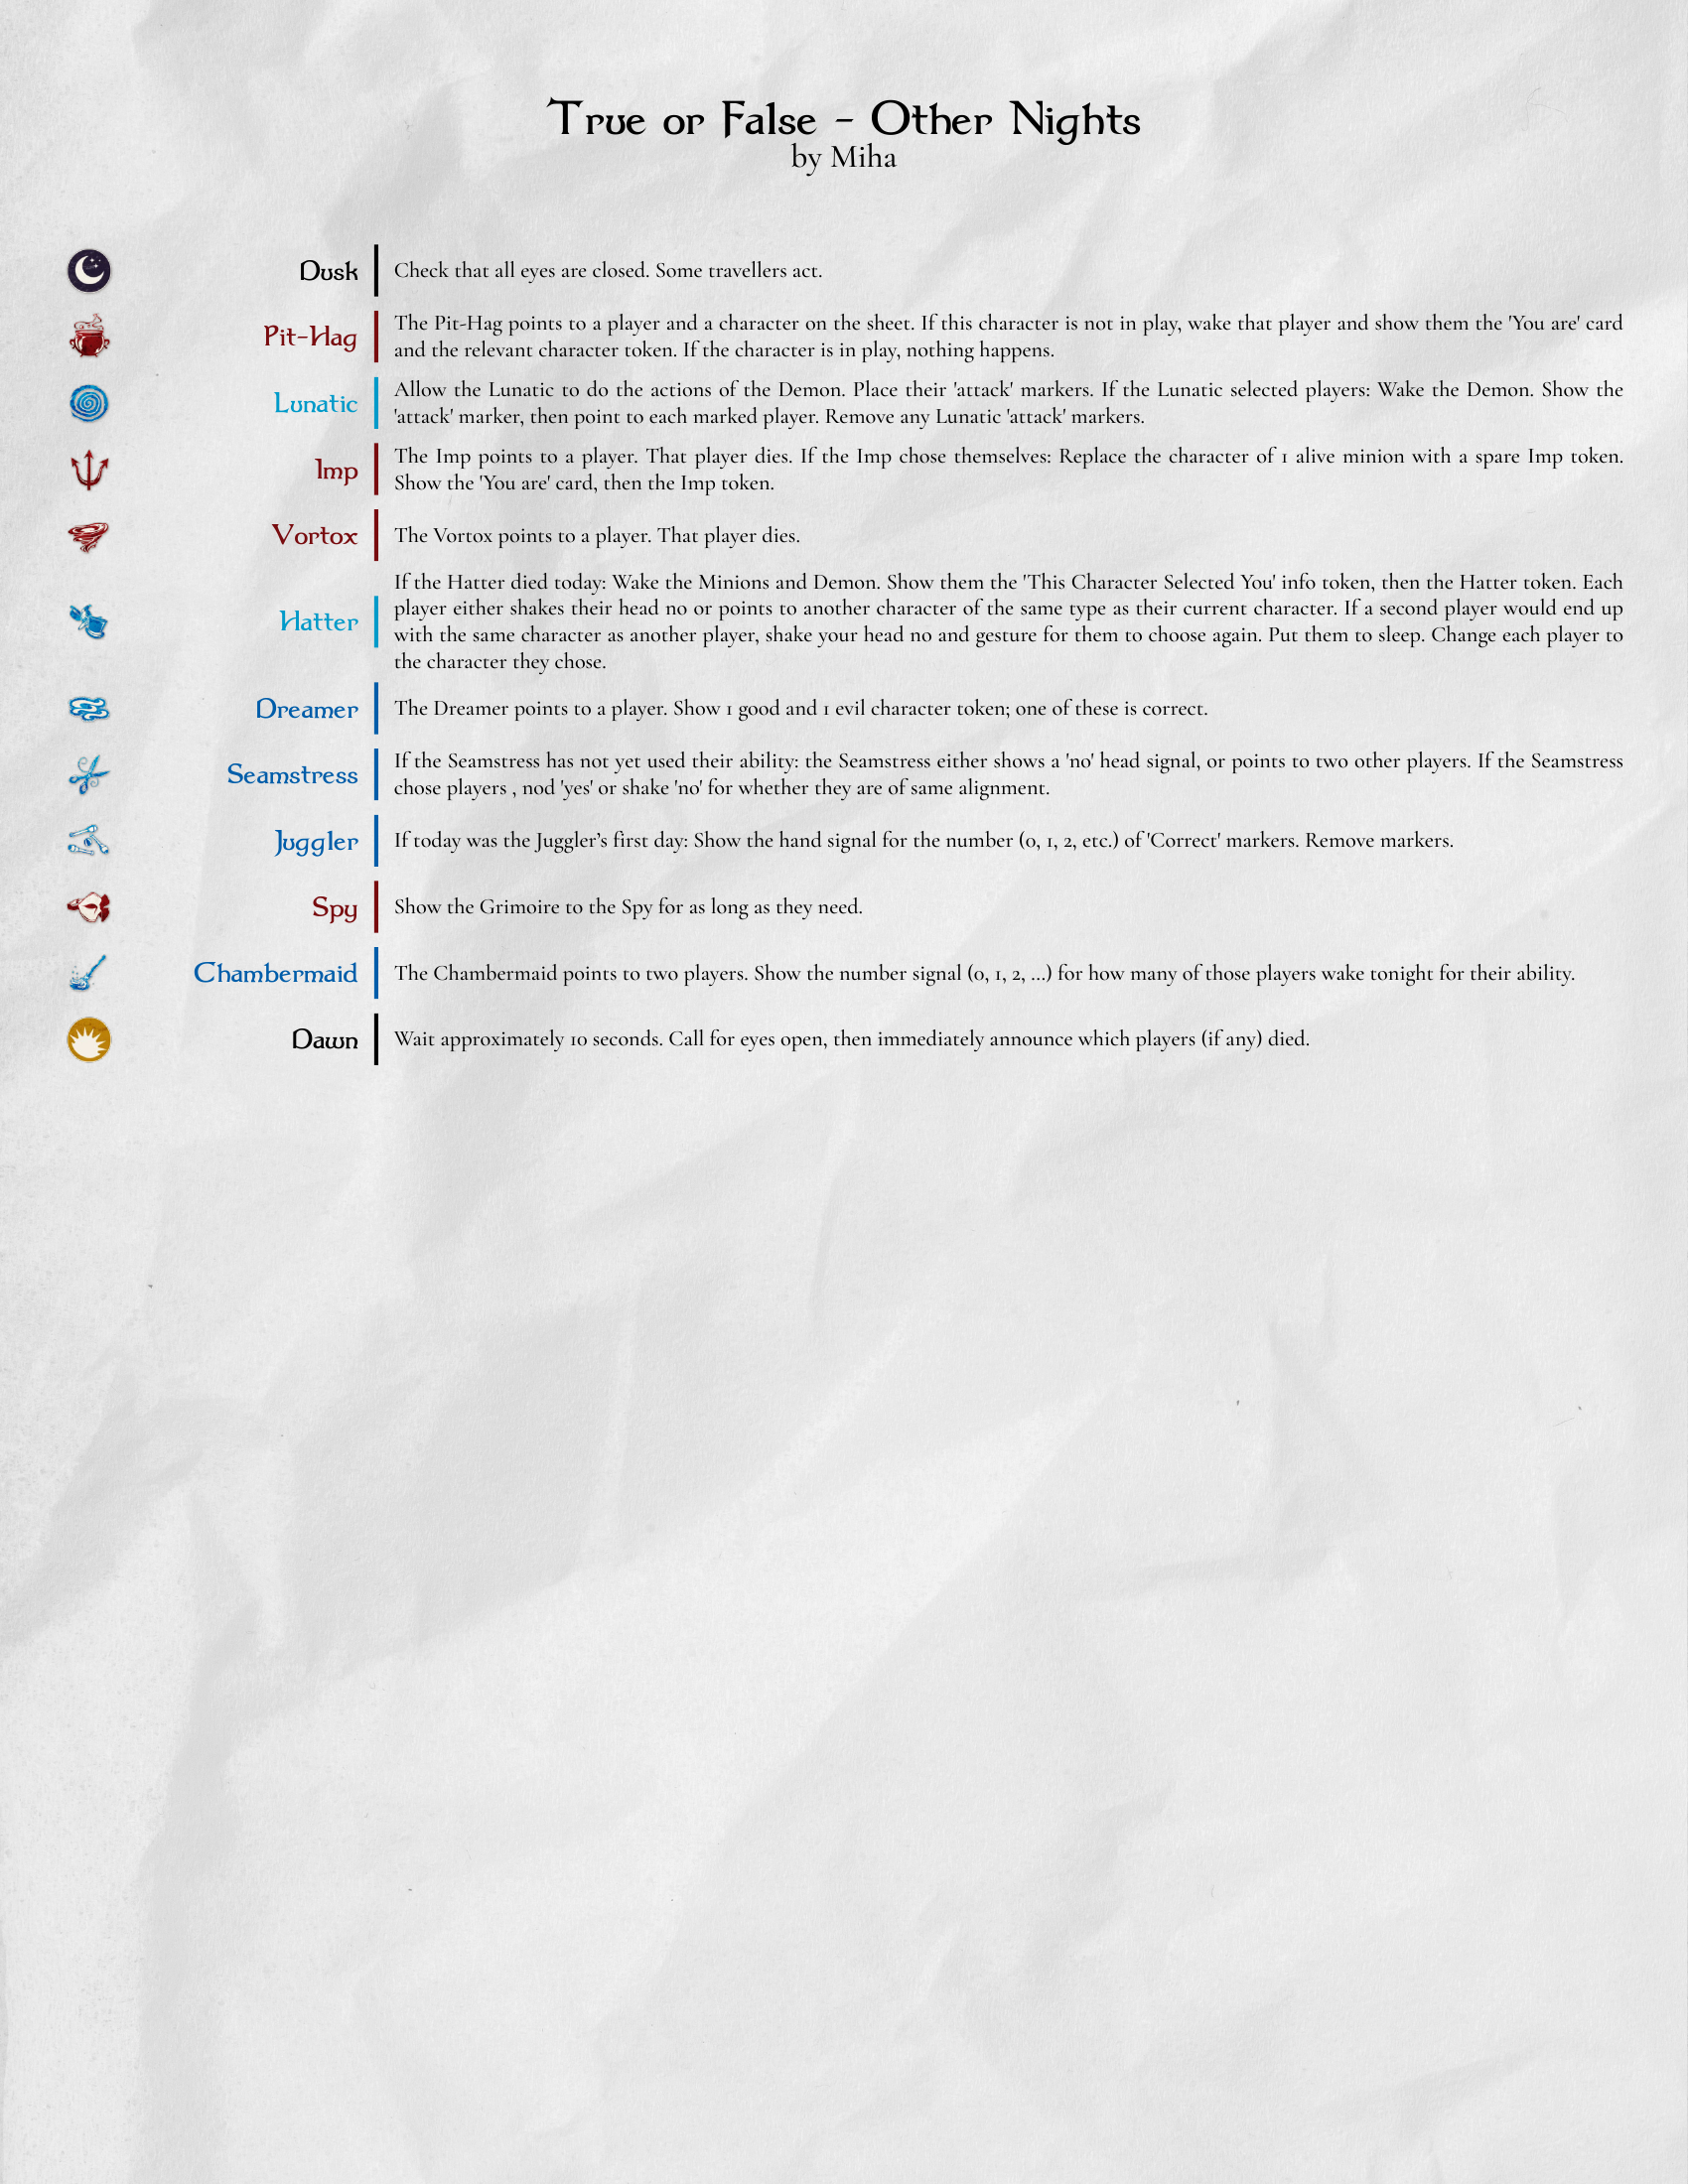 True or False - Other Nights
by Miha
Dusk
Check that all eyes are closed. Some travellers act.
Pit-Hag
The Pit-Hag points to a player and a character on the sheet. If this character is not in play, wake that player and show them the 'You are' card
and the relevant character token. If the character is in play, nothing happens.
Lunatic
Allow the Lunatic to do the actions of the Demon. Place their 'attack' markers. If the Lunatic selected players: Wake the Demon. Show the
'attack' marker, then point to each marked player. Remove any Lunatic 'attack' markers.
Imp
The Imp points to a player. That player dies. If the Imp chose themselves: Replace the character of 1 alive minion with a spare Imp token.
Show the 'You are' card, then the Imp token.
Vortox
The Vortox points to a player. That player dies.
Hatter
If the Hatter died today: Wake the Minions and Demon. Show them the 'This Character Selected You' info token, then the Hatter token. Each
player either shakes their head no or points to another character of the same type as their current character. If a second player would end up
with the same character as another player, shake your head no and gesture for them to choose again. Put them to sleep. Change each player to
the character they chose.
Dreamer
The Dreamer points to a player. Show 1 good and 1 evil character token; one of these is correct.
Seamstress
If the Seamstress has not yet used their ability: the Seamstress either shows a 'no' head signal, or points to two other players. If the Seamstress
chose players , nod 'yes' or shake 'no' for whether they are of same alignment.
Juggler
If today was the Juggler’s first day: Show the hand signal for the number (0, 1, 2, etc.) of 'Correct' markers. Remove markers.
Spy
Show the Grimoire to the Spy for as long as they need.
Chambermaid
The Chambermaid points to two players. Show the number signal (0, 1, 2, ...) for how many of those players wake tonight for their ability.
Dawn
Wait approximately 10 seconds. Call for eyes open, then immediately announce which players (if any) died.